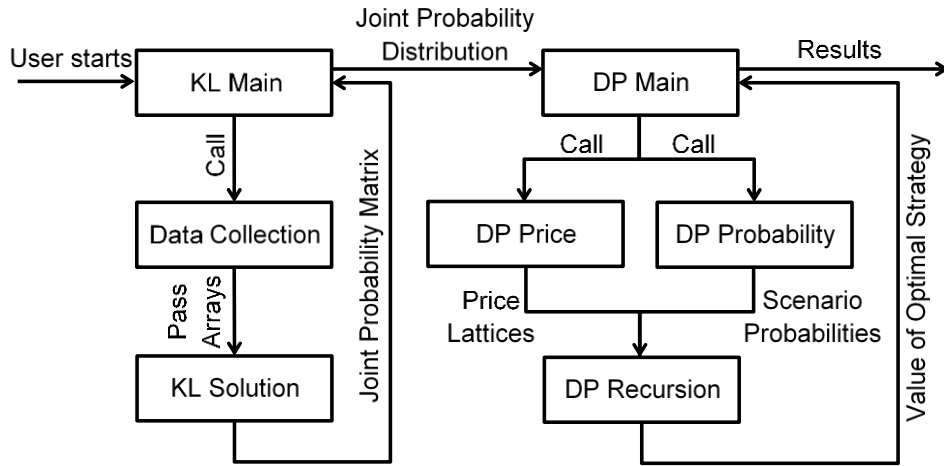 Joint Probability
Distribution
User starts
KL Main
DP Main
Results
Call
Call
Call
Data Collection
DP Price
DP Probability
Pass
Arrays
Joint Probability Matrix
Price
Lattices
Scenario
Probabilities
Value of Optimal Strategy
KL Solution
DP Recursion